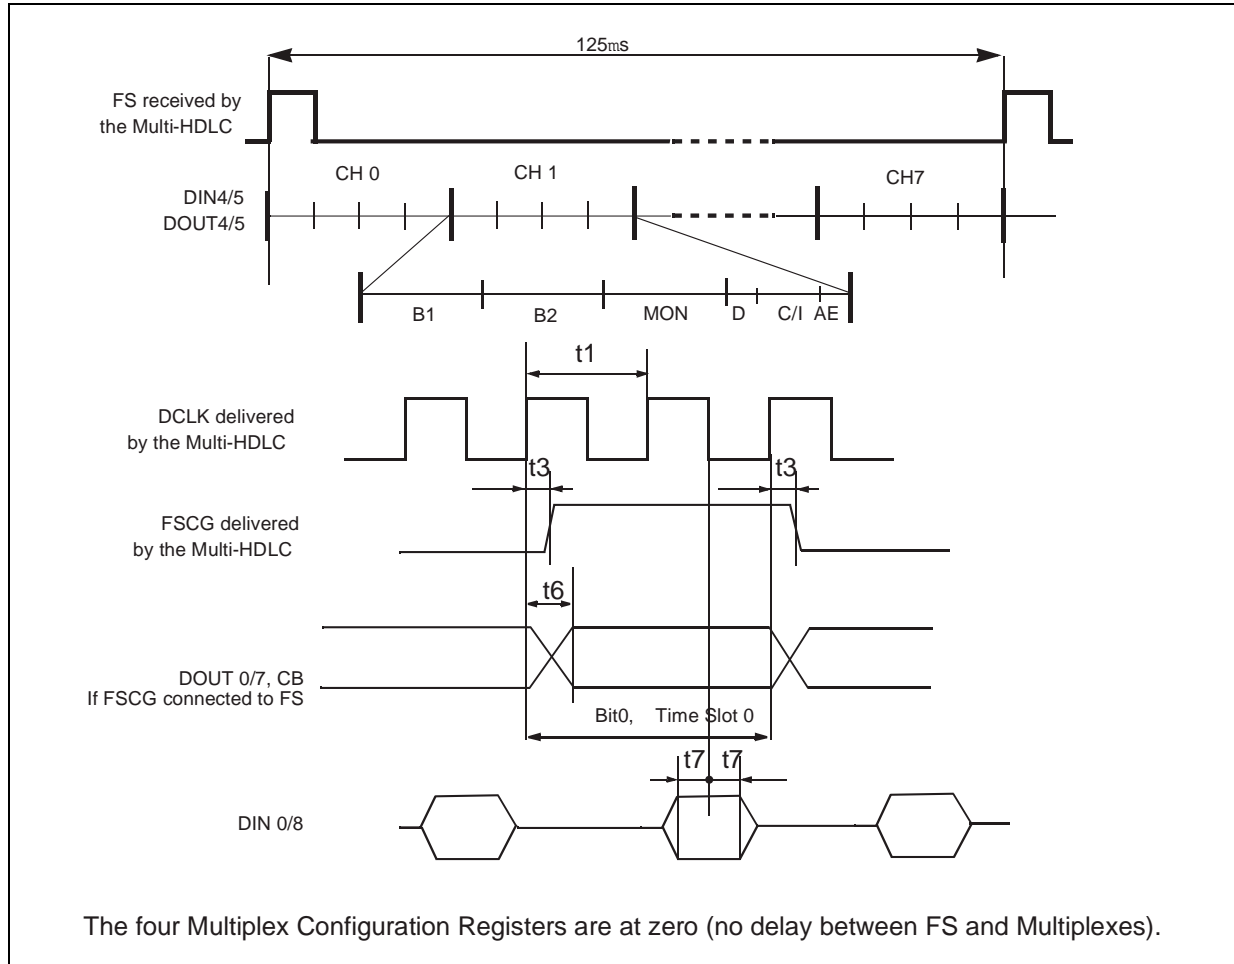 125ms
FS received by
the Multi-HDLC
CH 0
CH 1
CH7
DIN4/5
DOUT4/5
B1
B2
MON
D
C/I
AE
t1
DCLK delivered
by the Multi-HDLC
t3
t3
FSCG delivered
by the Multi-HDLC
t6
DOUT 0/7, CB
If FSCG connected to FS
Bit0, Time Slot 0
t7
t7
DIN 0/8
The four Multiplex Configuration Registers are at zero (no delay between FS and Multiplexes).